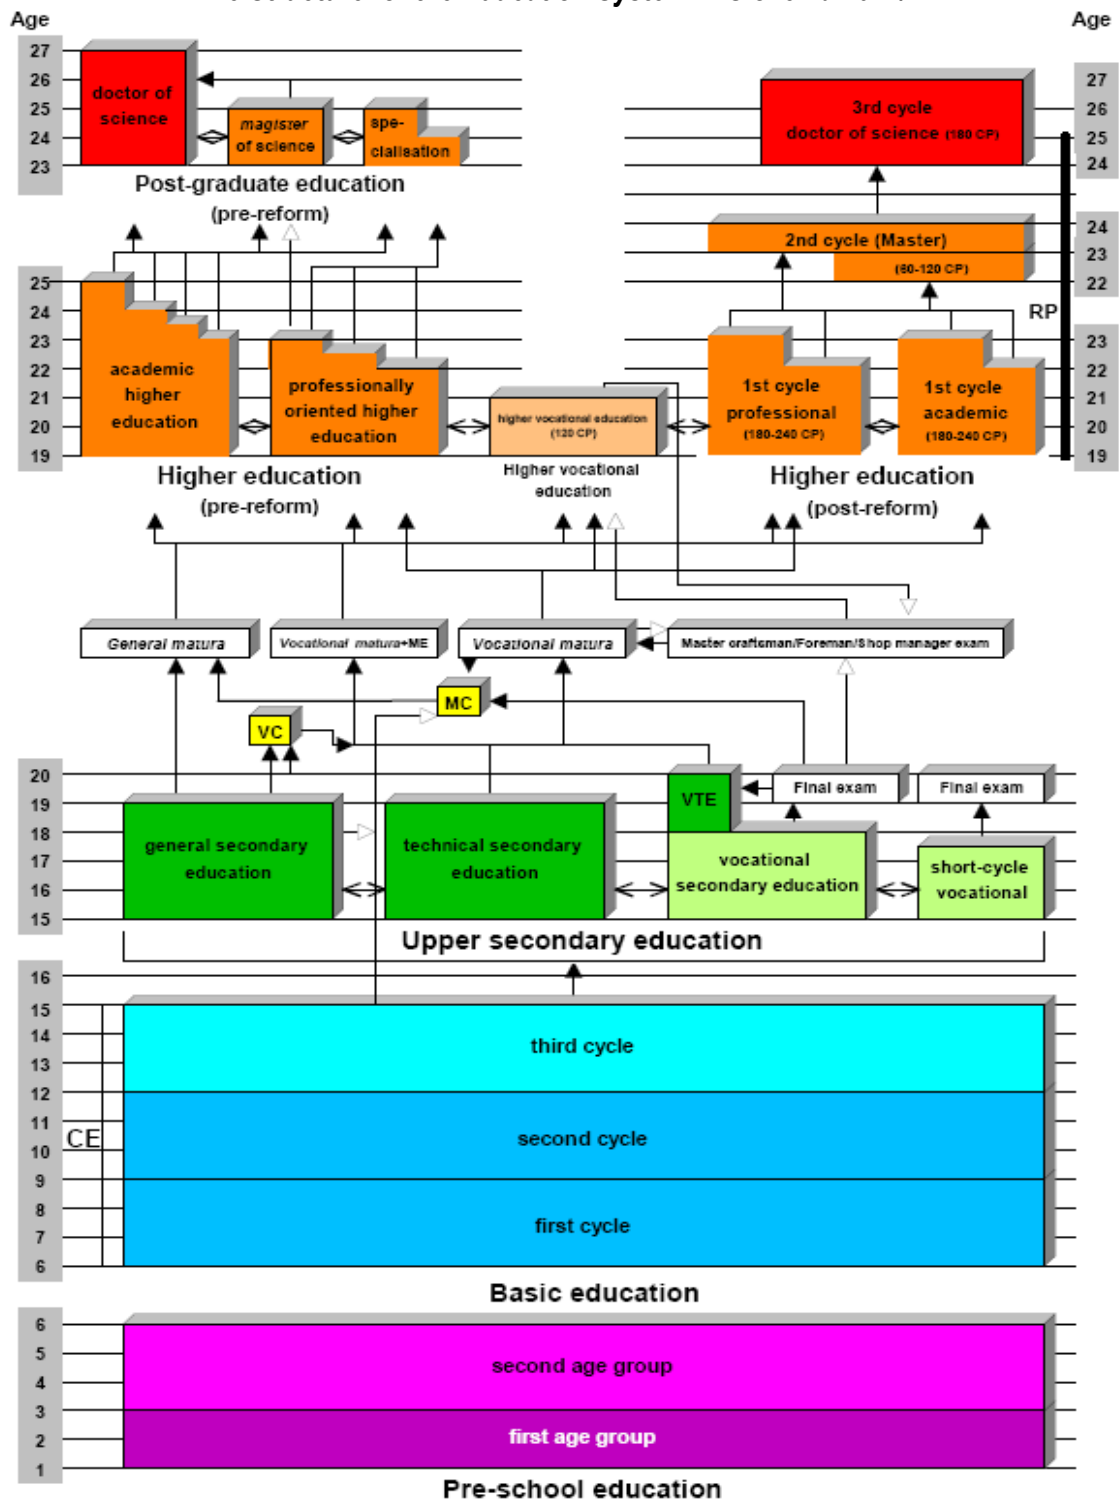 Age
Age
27
26
25
24
23
doctor of
science
magister
of science
spe-
cialisation
Post-graduate education
(pre-reform)
27
26
25
24
3rd cycle
doctor of science (180 CP)
24
23
22
2nd cycle (Master)
(60-120 CP)
RP
25
24
23
22
21
20
19
academic
higher
education
professionally
oriented higher
education
higher vocational education
(120 CP)
1st cycle
professional
(180-240 CP)
1st cycle
academic
(180-240 CP)
23
22
21
20
19
Higher education
(pre-reform)
Higher vocational
education
Higher education
(post-reform)
General matura
Vocational matura+ME
Vocational matura
Master craftsman/Foreman/Shop manager exam
MC
VC
20
19
18
17
16
15
general secondary
education
technical secondary
education
VTE
Final exam
Final exam
vocational
secondary education
short-cycle
vocational
Upper secondary education
16
15
14
13
12
11
10
9
8
7
6
CE
third cycle
second cycle
first cycle
Basic education
6
5
4
3
2
1
second age group
first age group
Pre-school education